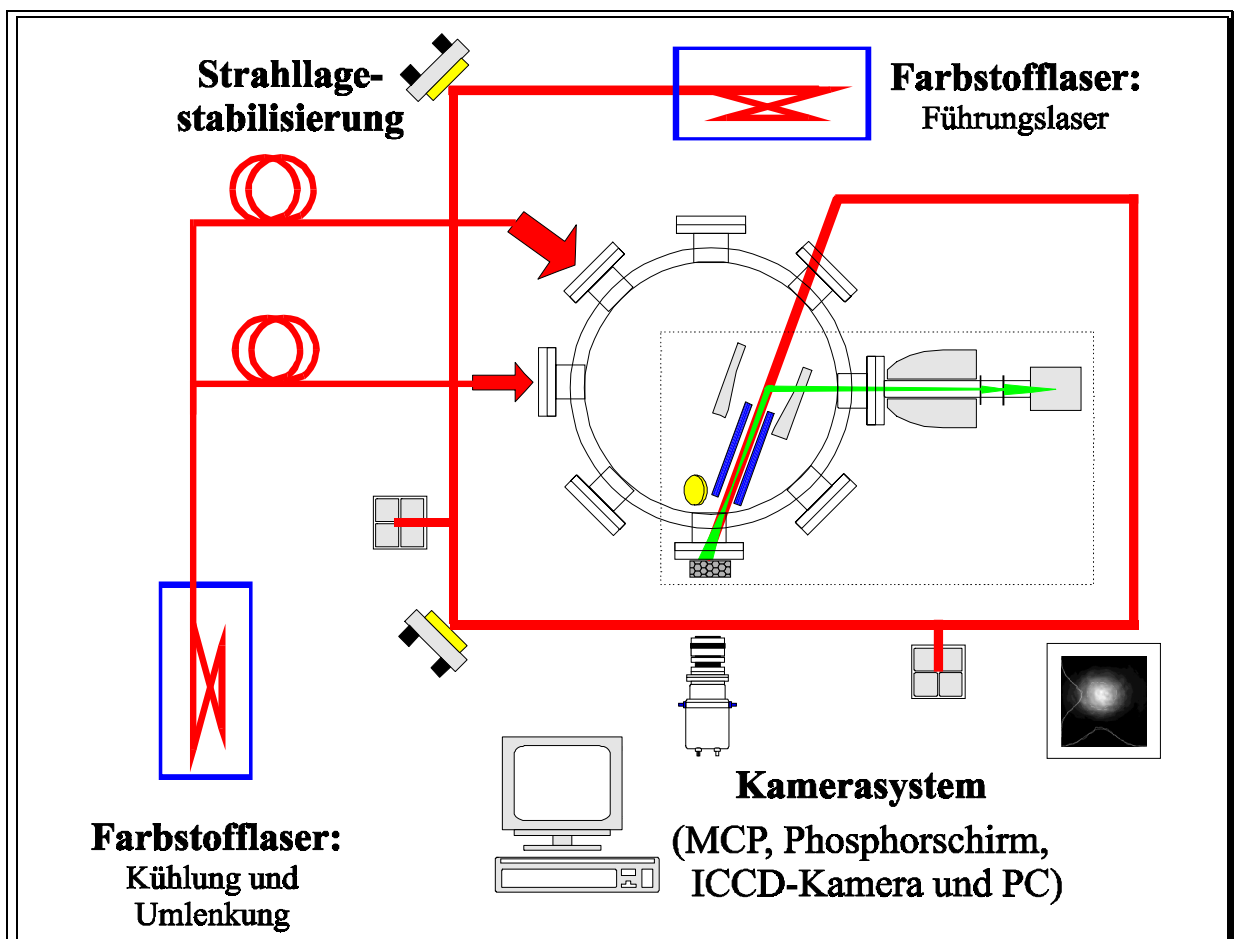 Strahllage-
stabilisierung
Farbstofflaser:
Führungslaser
Kamerasystem
(MCP, Phosphorschirm,
ICCD-Kamera und PC)
Farbstofflaser:
Kühlung und
Umlenkung